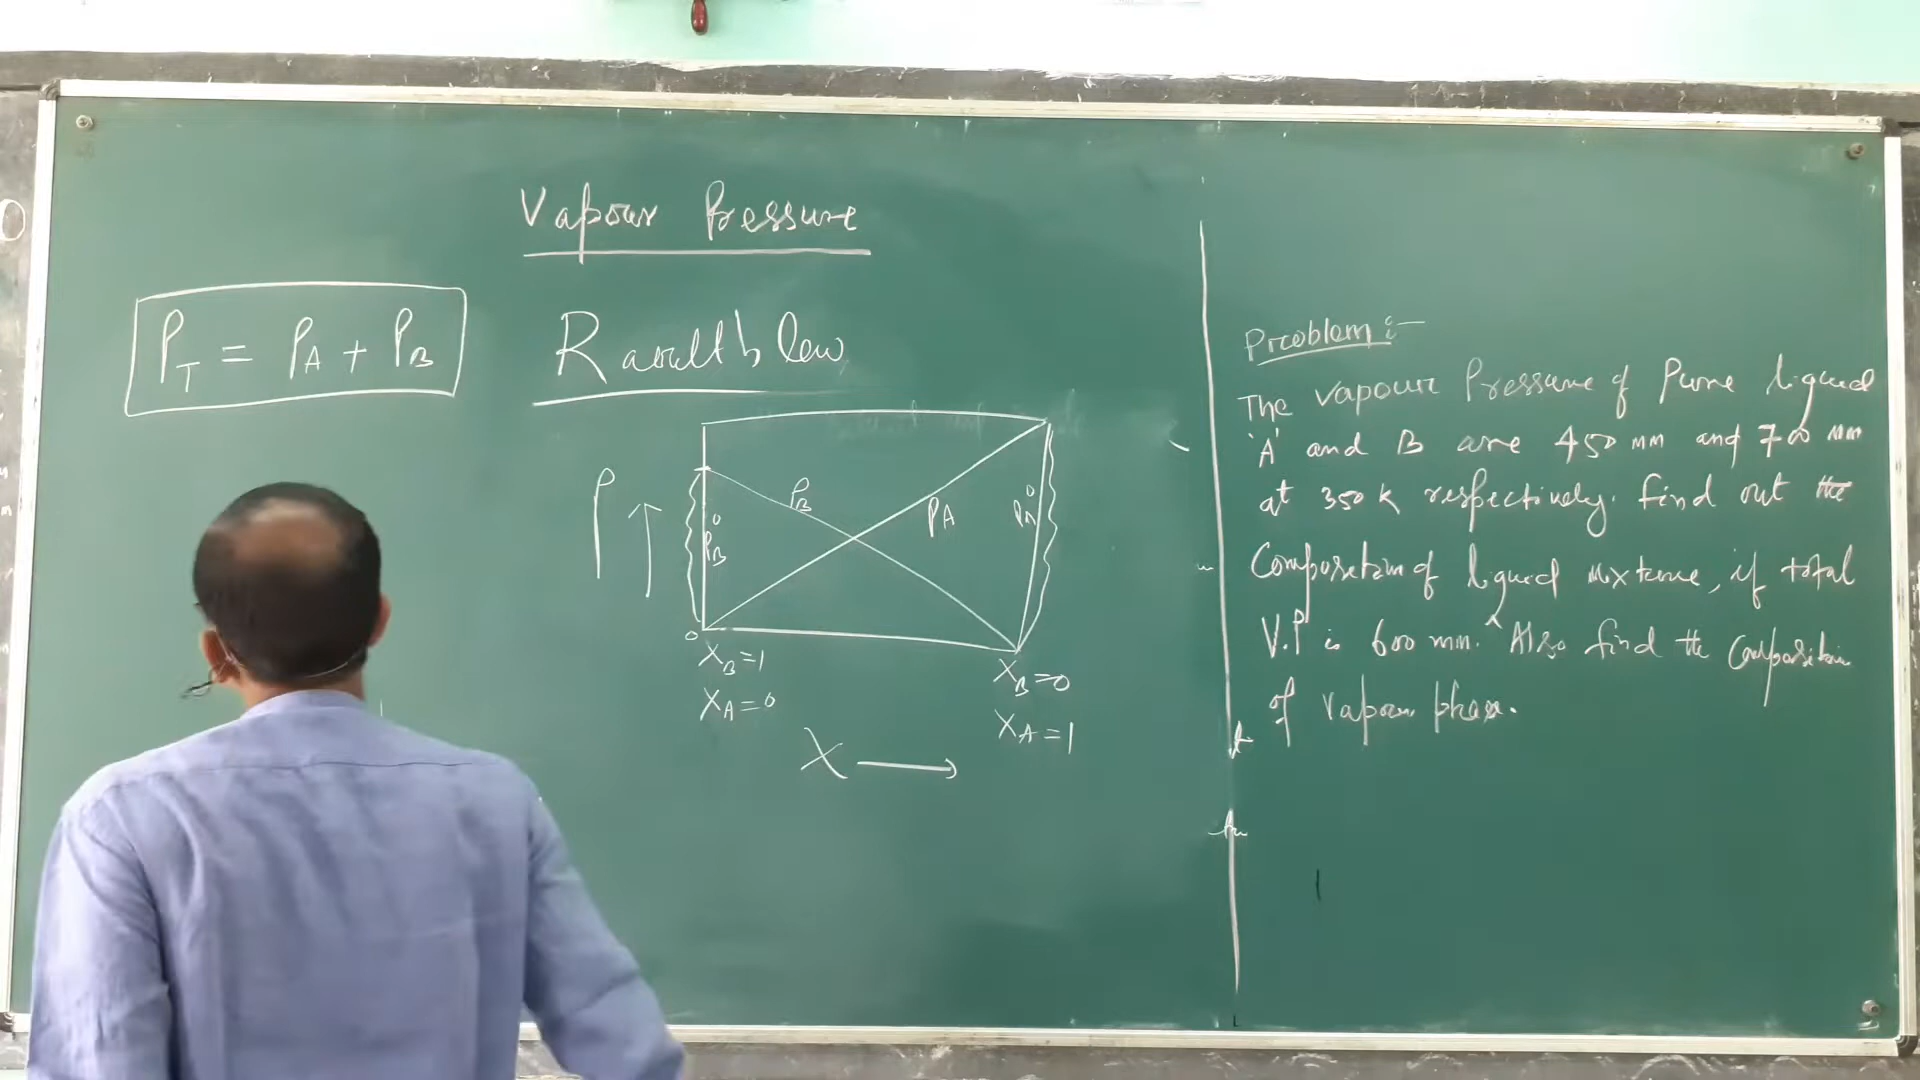 Vapour Pressure
P_T = P_A + P_B
Raoult's law
P ↑
P_B
P_A
P°_B
P°_A
0
X_B = 1
X_A = 0
X_B = 0
X_A = 1
X →
Problem :-
The vapour Pressure of Pure liquid
'A' and B are 450 mm and 700 mm
at 350 K respectively. Find out the
Composition of liquid mixture, if total
V.P is 600 mm. Also find the Composition
of vapour phase.